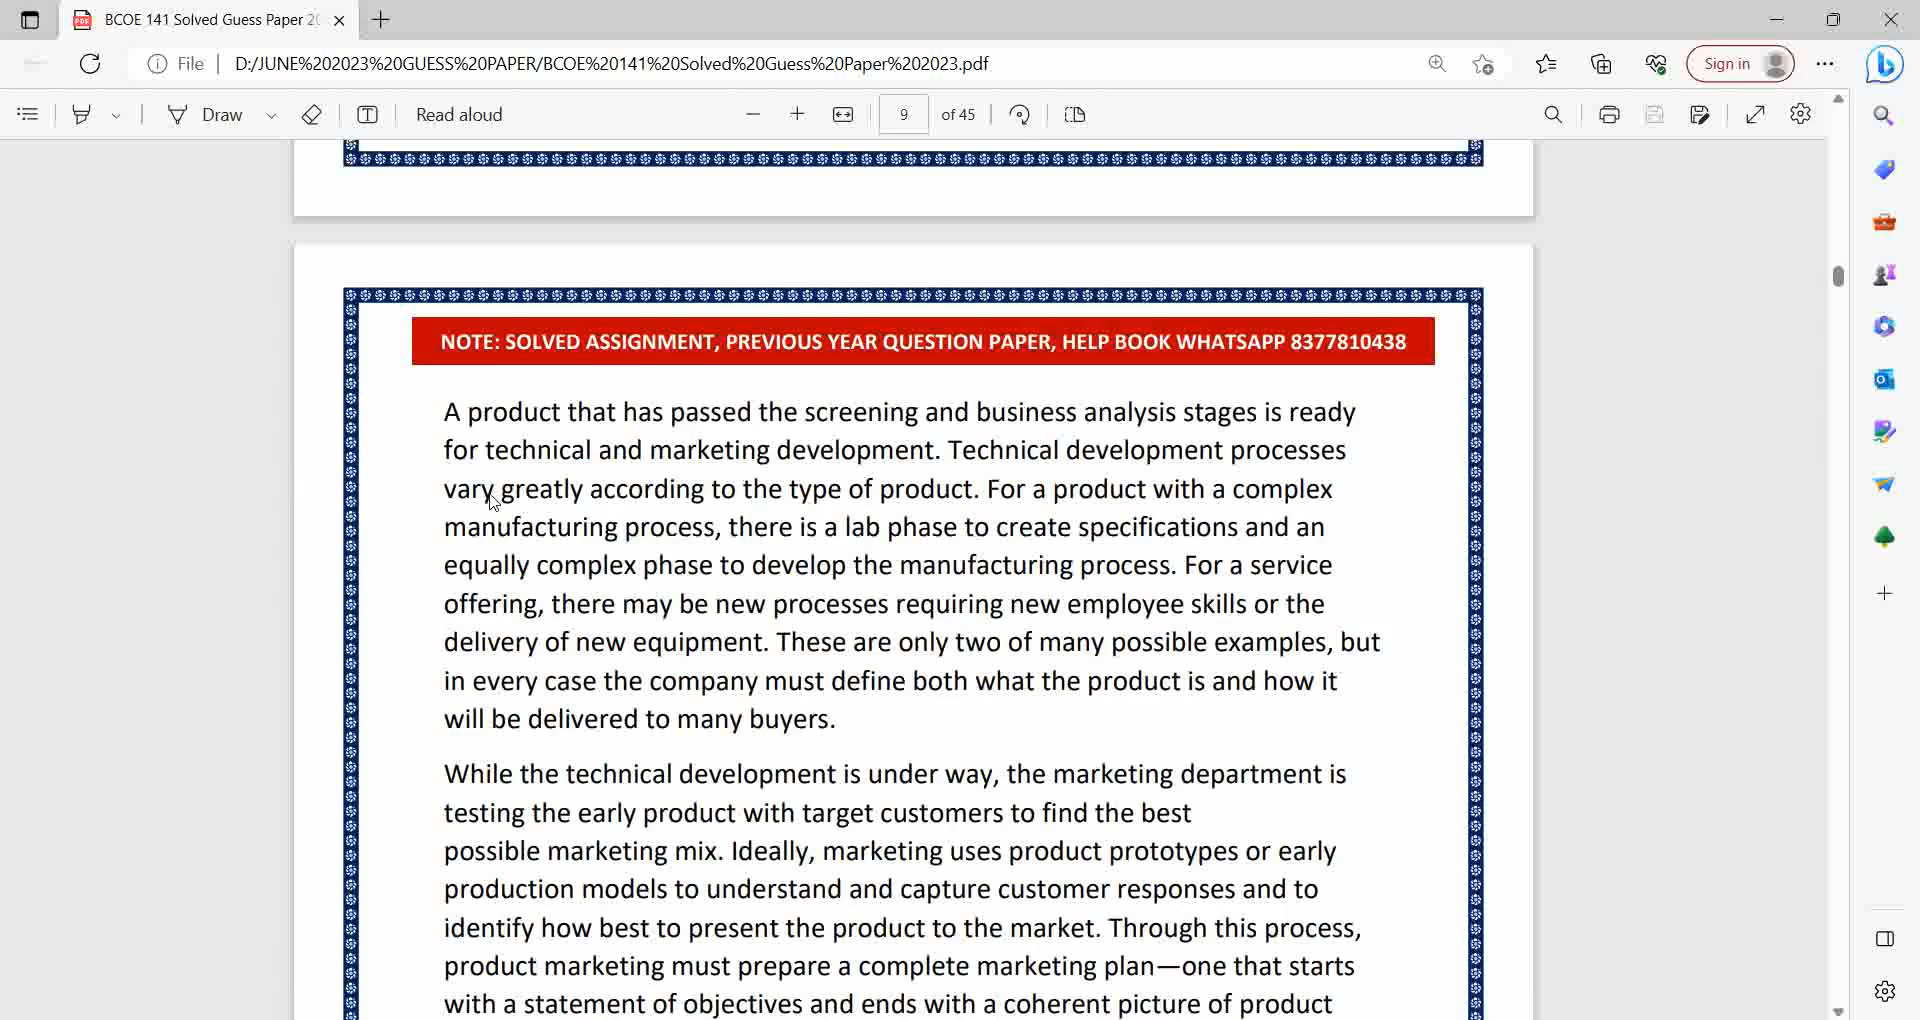 BCOE 141 Solved Guess Paper 20
File
D:/JUNE%202023%20GUESS%20PAPER/BCOE%20141%20Solved%20Guess%20Paper%202023.pdf
Sign in
Draw
Read aloud
9 of 45
NOTE: SOLVED ASSIGNMENT, PREVIOUS YEAR QUESTION PAPER, HELP BOOK WHATSAPP 8377810438
A product that has passed the screening and business analysis stages is ready
for technical and marketing development. Technical development processes
vary greatly according to the type of product. For a product with a complex
manufacturing process, there is a lab phase to create specifications and an
equally complex phase to develop the manufacturing process. For a service
offering, there may be new processes requiring new employee skills or the
delivery of new equipment. These are only two of many possible examples, but
in every case the company must define both what the product is and how it
will be delivered to many buyers.
While the technical development is under way, the marketing department is
testing the early product with target customers to find the best
possible marketing mix. Ideally, marketing uses product prototypes or early
production models to understand and capture customer responses and to
identify how best to present the product to the market. Through this process,
product marketing must prepare a complete marketing plan—one that starts
with a statement of objectives and ends with a coherent picture of product